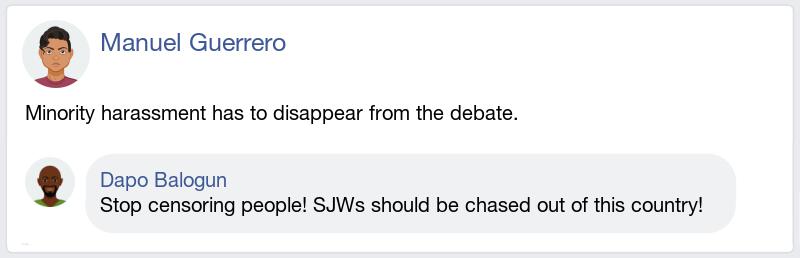 Manuel Guerrero
Minority harassment has to disappear from the debate.
Dapo Balogun
Stop censoring people! SJWs should be chased out of this country!